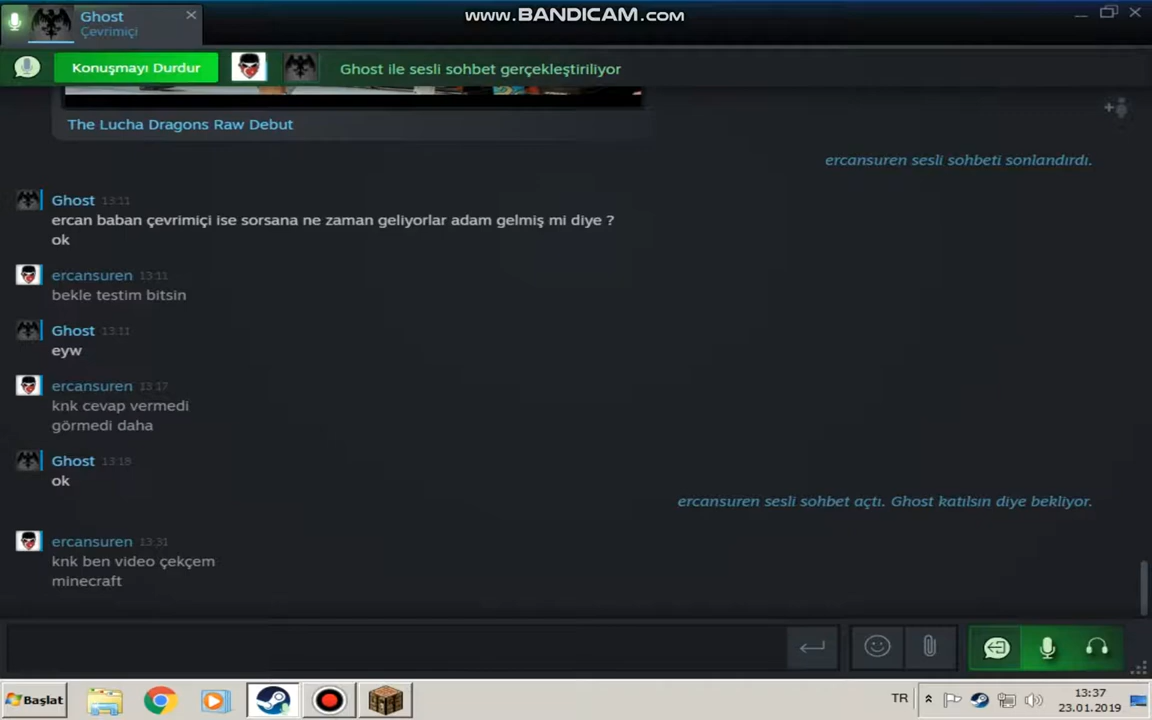 www.BANDICAM.com
Ghost
Çevrimiçi
Konuşmayı Durdur
Ghost ile sesli sohbet gerçekleştiriliyor
The Lucha Dragons Raw Debut
ercansuren sesli sohbeti sonlandırdı.
Ghost 13:11
ercan baban çevrimiçi ise sorsana ne zaman geliyorlar adam gelmiş mi diye ?
ok
ercansuren 13:11
bekle testim bitsin
Ghost 13:11
eyw
ercansuren 13:17
knk cevap vermedi
görmedi daha
Ghost 13:18
ok
ercansuren sesli sohbet açtı. Ghost katılsın diye bekliyor.
ercansuren 13:31
knk ben video çekçem
minecraft
Başlat
TR
13:37
23.01.2019